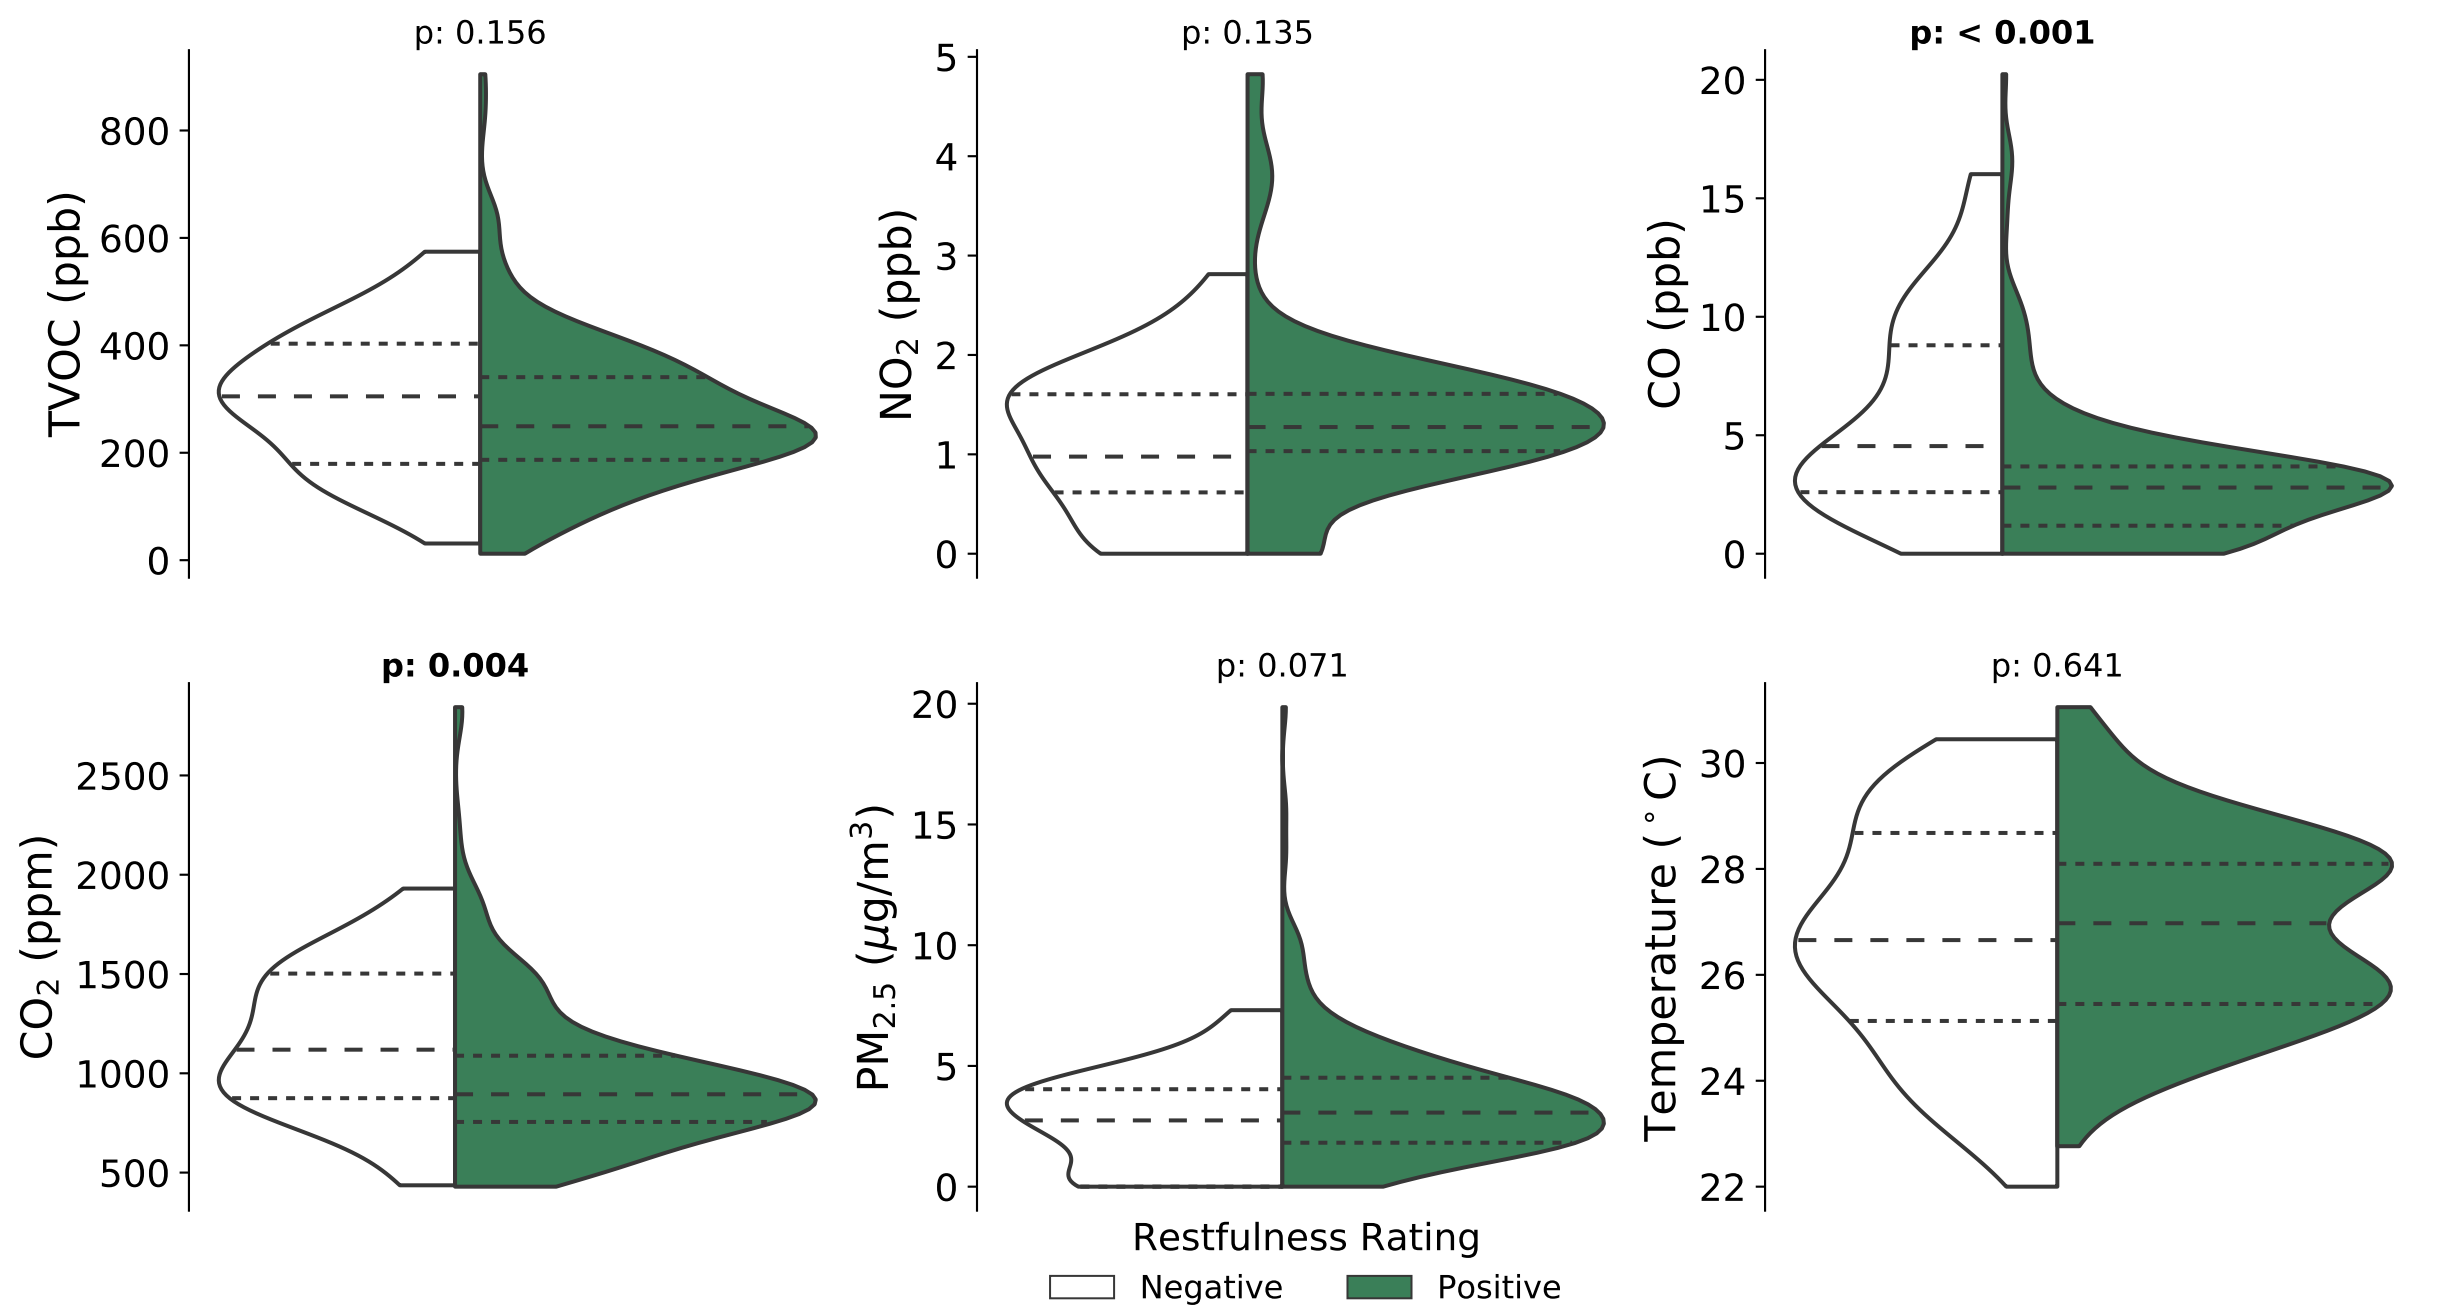 p: 0.156
TVOC (ppb)
800
600
400
200
0
p: 0.135
NO₂ (ppb)
5
4
3
2
1
0
p: < 0.001
CO (ppb)
20
15
10
5
0
p: 0.004
CO₂ (ppm)
2500
2000
1500
1000
500
p: 0.071
PM₂.₅ (μg/m³)
20
15
10
5
0
p: 0.641
Temperature (°C)
30
28
26
24
22
Restfulness Rating
Negative Positive